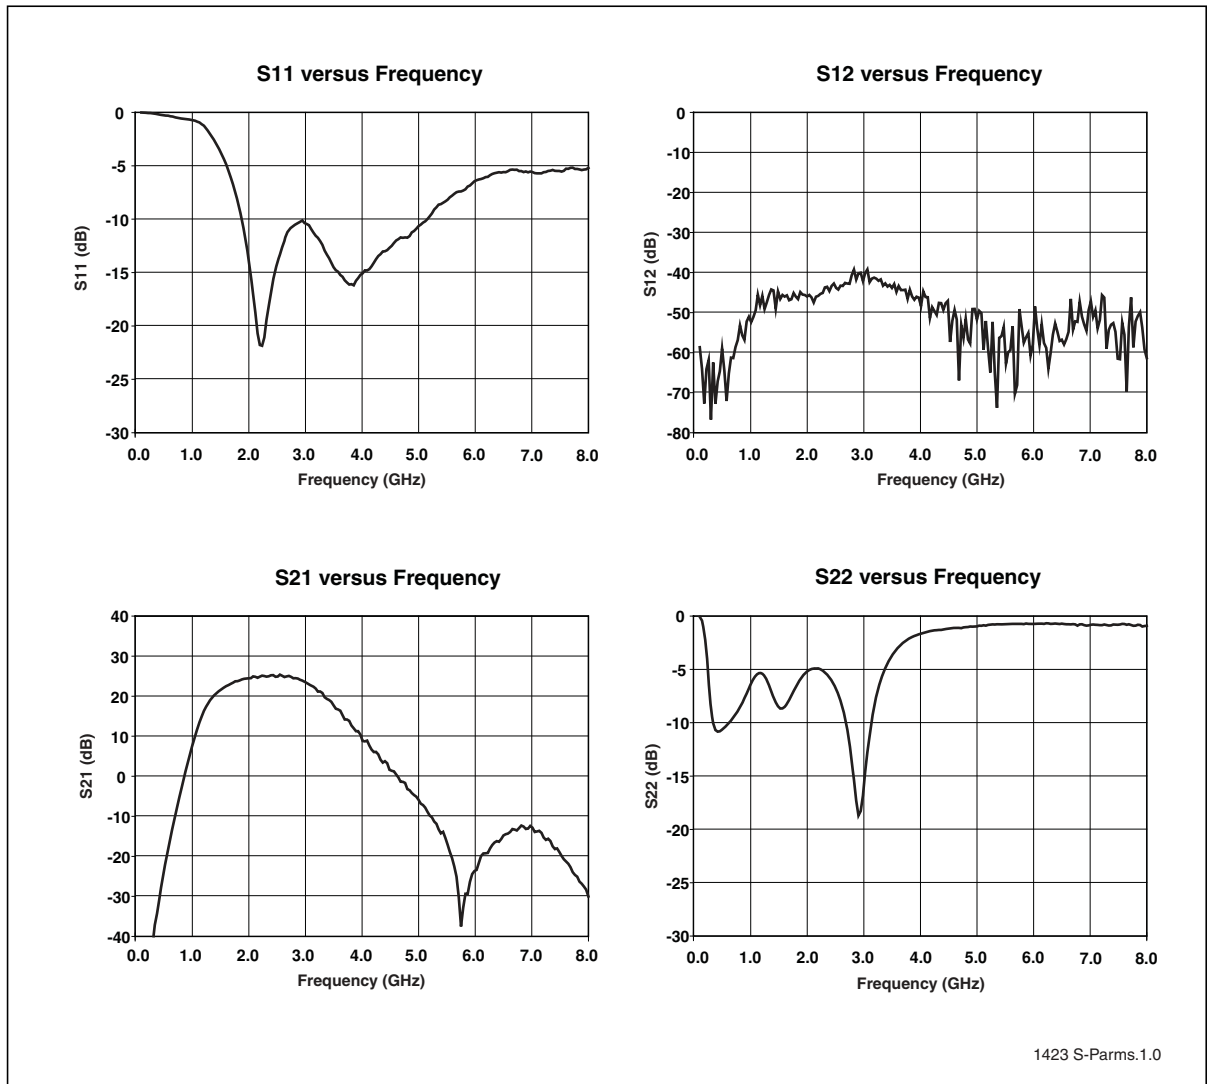 S11 versus Frequency
S11 (dB)
0
-5
-10
-15
-20
-25
-30
0.0 1.0 2.0 3.0 4.0 5.0 6.0 7.0 8.0
Frequency (GHz)
S12 versus Frequency
S12 (dB)
0
-10
-20
-30
-40
-50
-60
-70
-80
0.0 1.0 2.0 3.0 4.0 5.0 6.0 7.0 8.0
Frequency (GHz)
S21 versus Frequency
S21 (dB)
40
30
20
10
0
-10
-20
-30
-40
0.0 1.0 2.0 3.0 4.0 5.0 6.0 7.0 8.0
Frequency (GHz)
S22 versus Frequency
S22 (dB)
0
-5
-10
-15
-20
-25
-30
0.0 1.0 2.0 3.0 4.0 5.0 6.0 7.0 8.0
Frequency (GHz)
1423 S-Parms.1.0